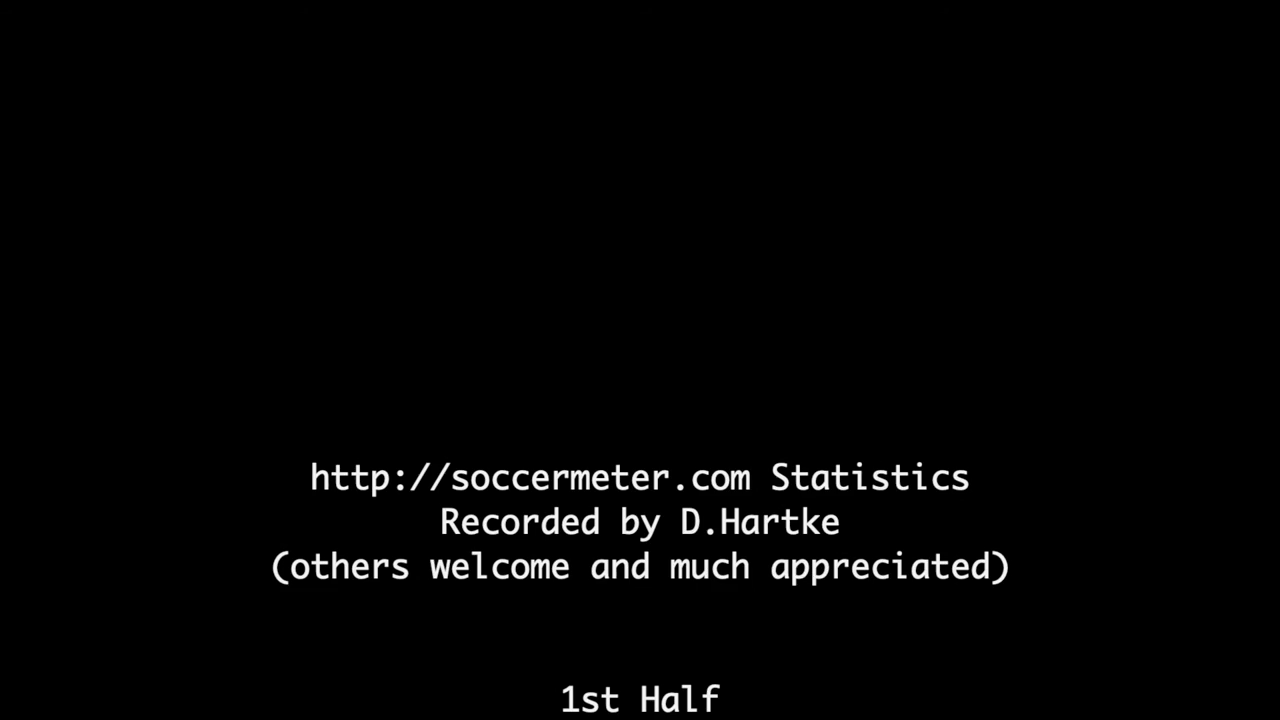 http://soccermeter.com Statistics
Recorded by D.Hartke
(others welcome and much appreciated)
1st Half